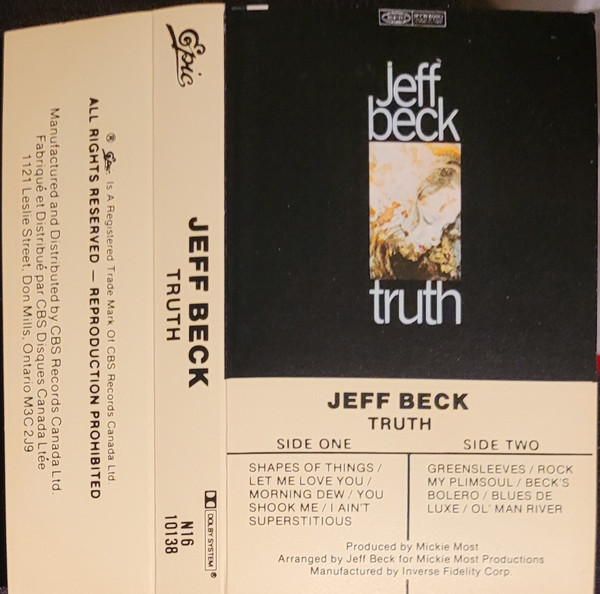 Epic
® Epic. Is A Registered Trade Mark Of CBS Records Canada Ltd.
ALL RIGHTS RESERVED — REPRODUCTION PROHIBITED
Manufactured and Distributed by CBS Records Canada Ltd.
Fabriqué et Distribué par CBS Disques Canada Ltée
1121 Leslie Street, Don Mills, Ontario M3C 2J9
JEFF BECK
TRUTH
DOLBY SYSTEM ®
N16
10138
jeff
beck
truth
JEFF BECK
TRUTH
SIDE ONE
SHAPES OF THINGS /
LET ME LOVE YOU /
MORNING DEW / YOU
SHOOK ME / I AIN'T
SUPERSTITIOUS
SIDE TWO
GREENSLEEVES / ROCK
MY PLIMSOUL / BECK'S
BOLERO / BLUES DE
LUXE / OL' MAN RIVER
Produced by Mickie Most
Arranged by Jeff Beck for Mickie Most Productions
Manufactured by Inverse Fidelity Corp.